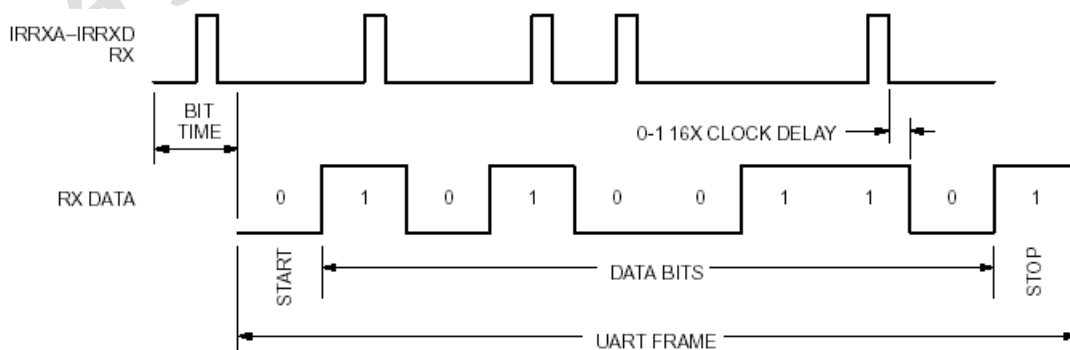 IRRXA–IRRXD
RX
BIT
TIME
0-1 16X CLOCK DELAY
RX DATA
0 1 0 1 0 0 1 1 0 1
START
DATA BITS
STOP
UART FRAME